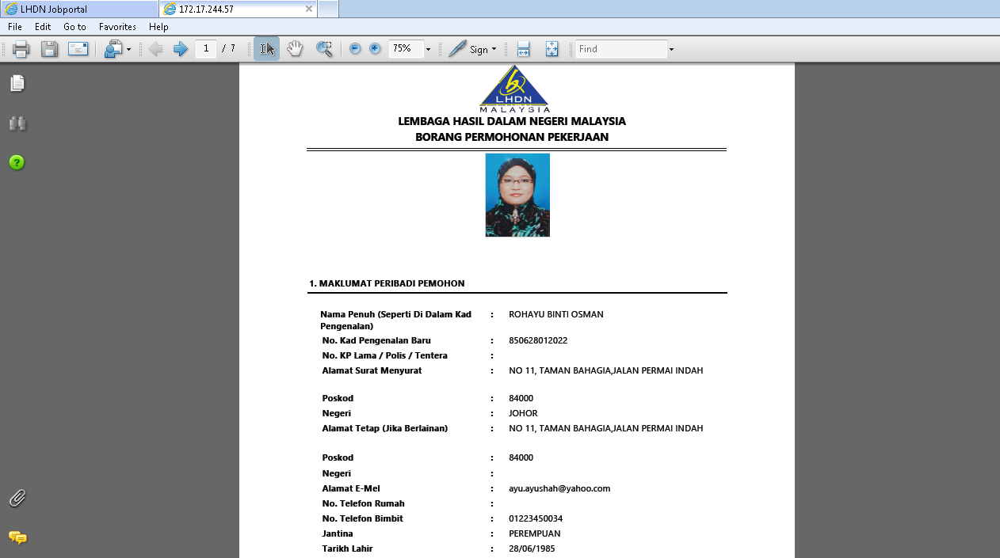 LHDN Jobportal
172.17.244.57
File Edit Go to Favorites Help
1 / 7 75% Sign Find
LHDN
MALAYSIA
LEMBAGA HASIL DALAM NEGERI MALAYSIA
BORANG PERMOHONAN PEKERJAAN
1. MAKLUMAT PERIBADI PEMOHON
Nama Penuh (Seperti Di Dalam Kad : ROHAYU BINTI OSMAN
Pengenalan)
No. Kad Pengenalan Baru : 850628012022
No. KP Lama / Polis / Tentera :
Alamat Surat Menyurat : NO 11, TAMAN BAHAGIA,JALAN PERMAI INDAH
Poskod : 84000
Negeri : JOHOR
Alamat Tetap (Jika Berlainan) : NO 11, TAMAN BAHAGIA,JALAN PERMAI INDAH
Poskod : 84000
Negeri :
Alamat E-Mel : ayu.ayushah@yahoo.com
No. Telefon Rumah :
No. Telefon Bimbit : 01223450034
Jantina : PEREMPUAN
Tarikh Lahir : 28/06/1985